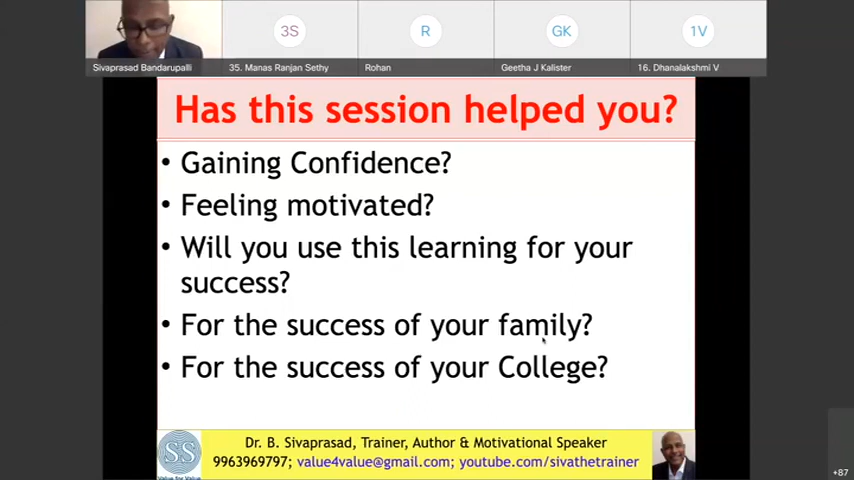 3S
R
GK
1V
Sivaprasad Bandarupalli
35. Manas Ranjan Sethy
Rohan
Geetha J Kalister
16. Dhanalakshmi V
Has this session helped you?
• Gaining Confidence?
• Feeling motivated?
• Will you use this learning for your
success?
• For the success of your family?
• For the success of your College?
SS
Value for Value
Dr. B. Sivaprasad, Trainer, Author & Motivational Speaker
9963969797; value4value@gmail.com; youtube.com/sivathetrainer
+87